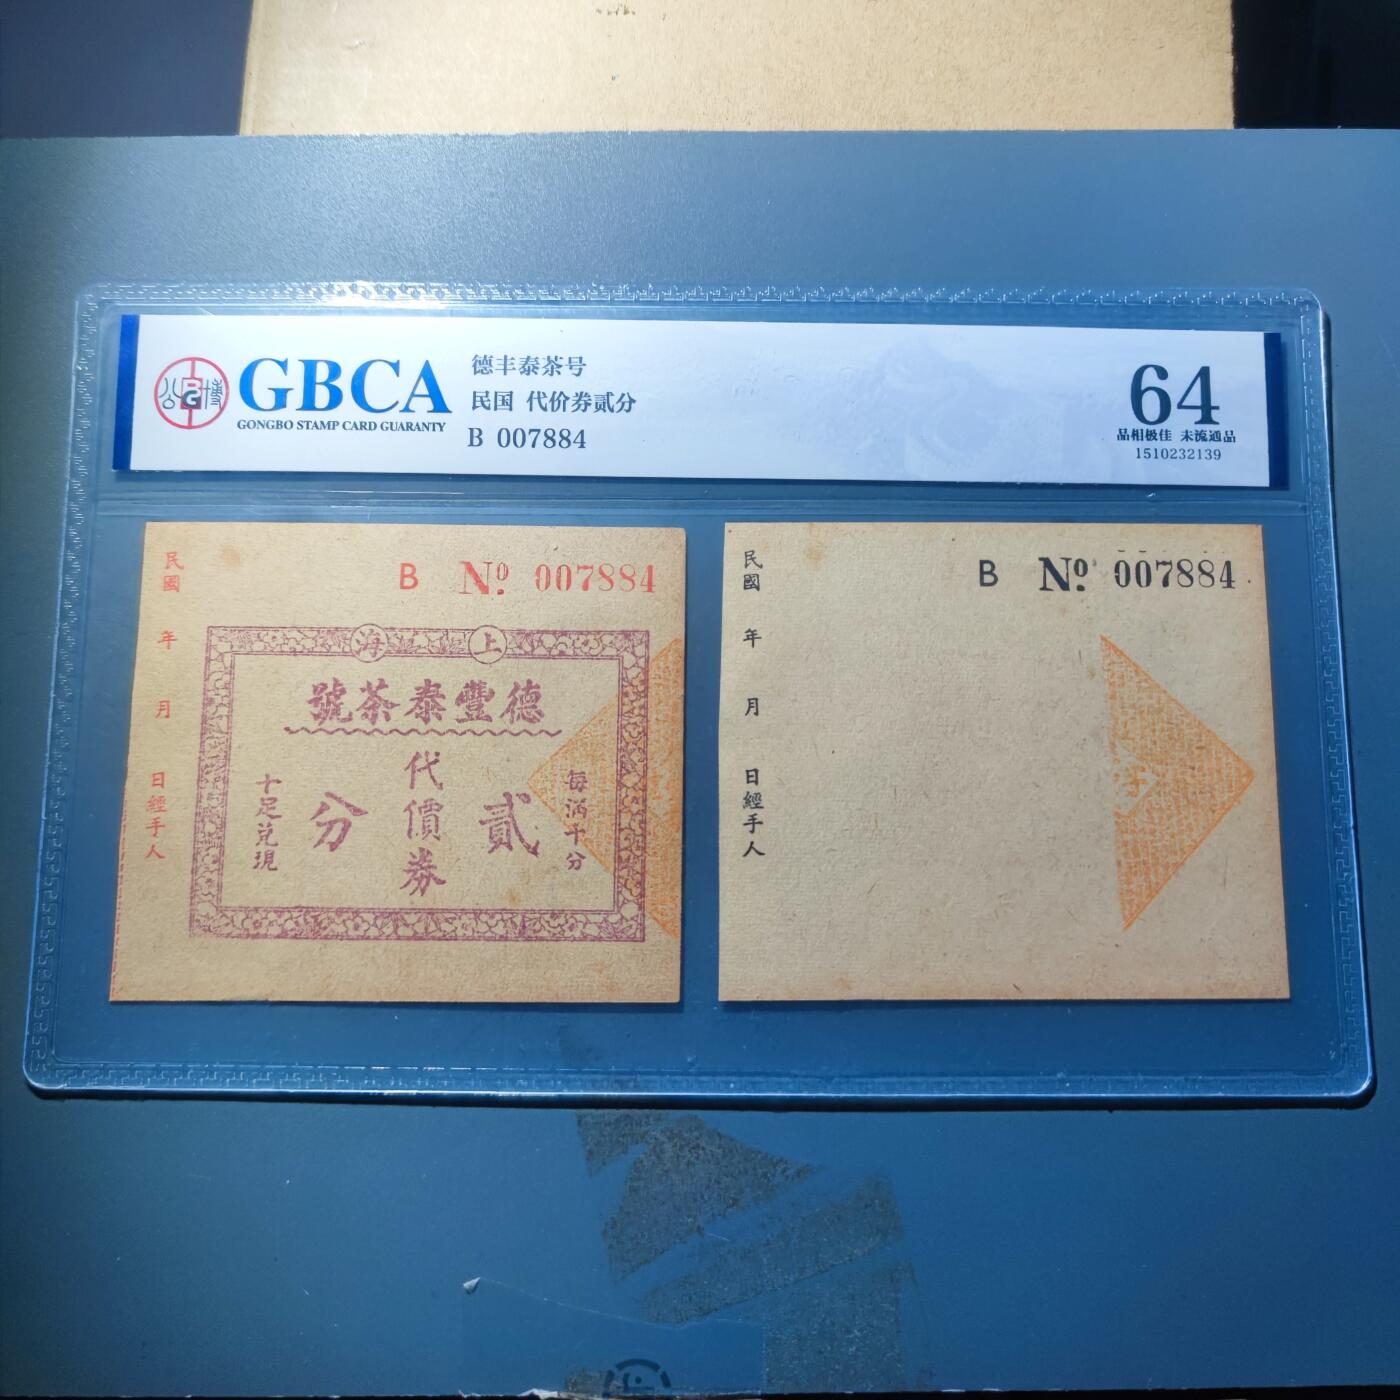 公博
GBCA
GONGBO STAMP CARD GUARANTY
德丰泰茶号
民国 代价券贰分
B 007884
64
品相极佳 未流通品
1510232139
B Nº. 007884
民國 年 月 日經手人
上海
德豐泰茶號
每滿十分
貳分
代價券
十足兌現
B Nº. 007884
民國 年 月 日經手人